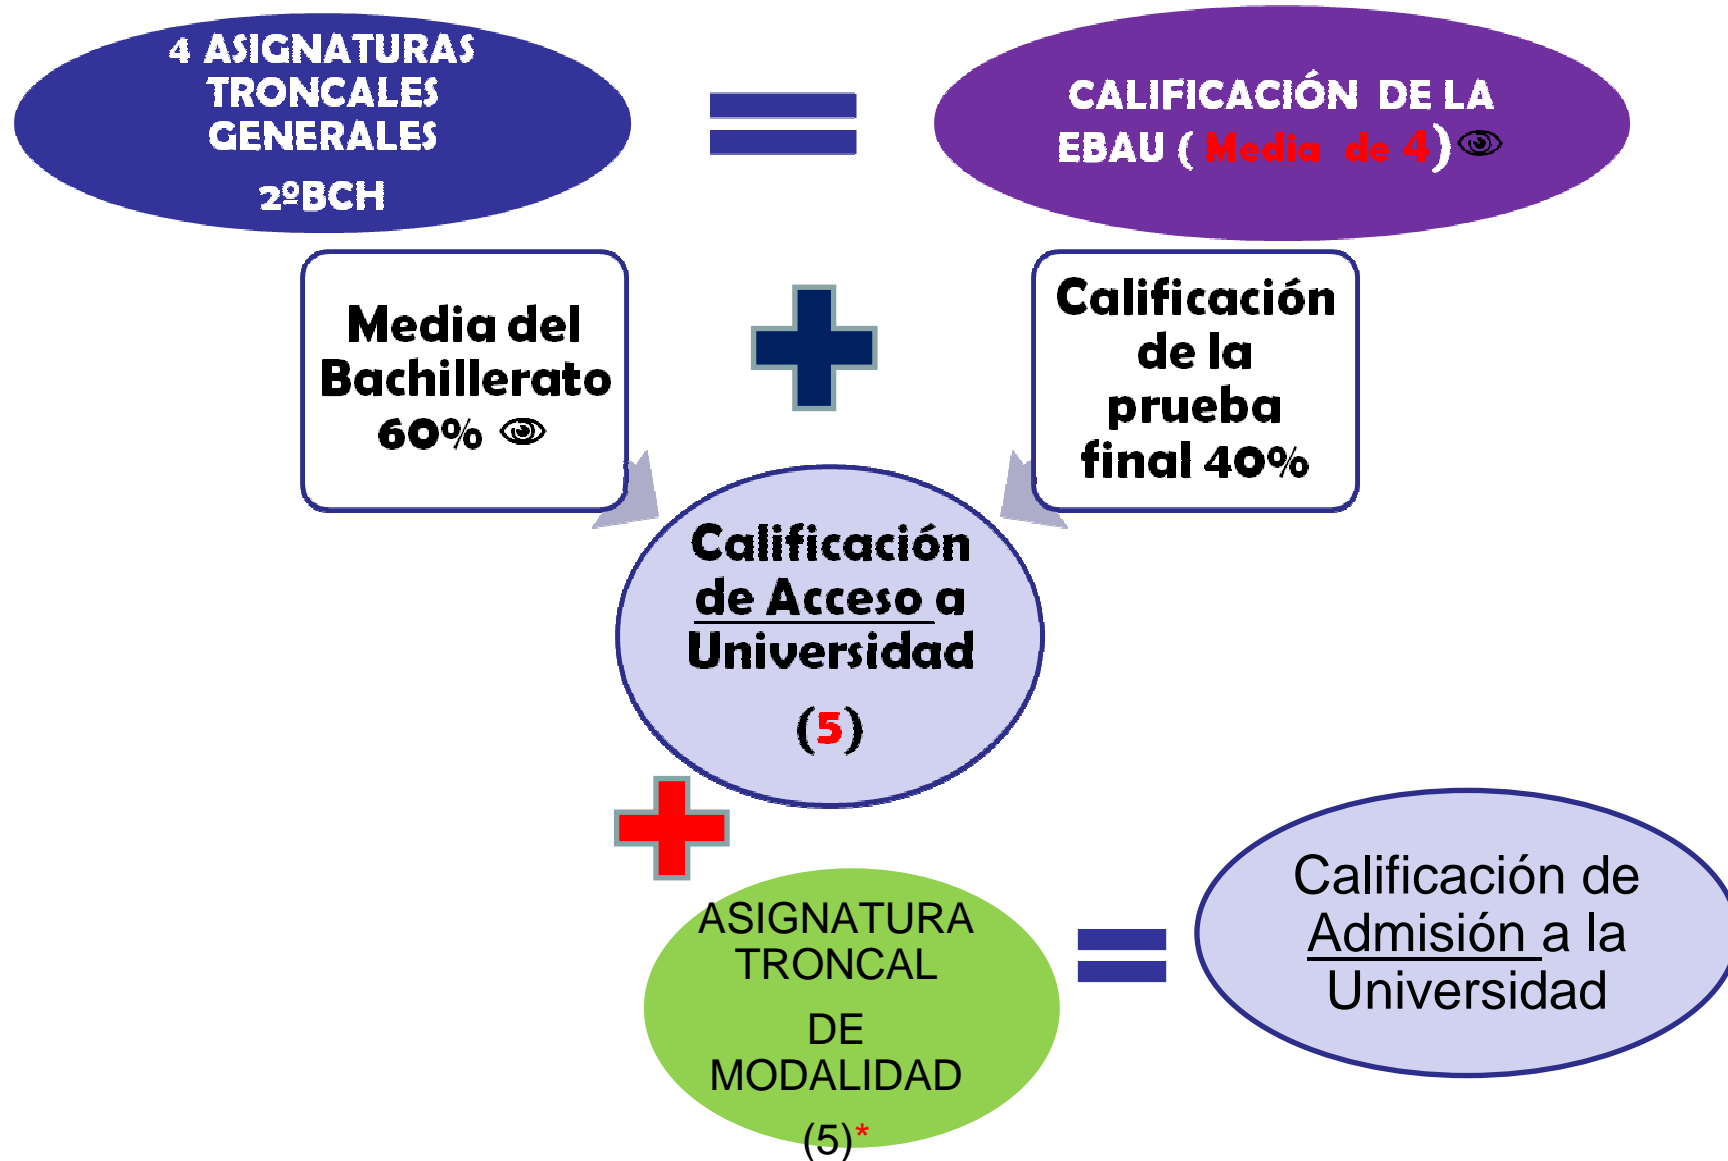 4 ASIGNATURAS
TRONCALES
GENERALES
2ºBCH
CALIFICACIÓN DE LA
EBAU ( Media de 4)
Media del
Bachillerato
60%
Calificación
de la
prueba
final 40%
Calificación
de Acceso a
Universidad
(5)
ASIGNATURA
TRONCAL
DE
MODALIDAD
(5)*
Calificación de
Admisión a la
Universidad